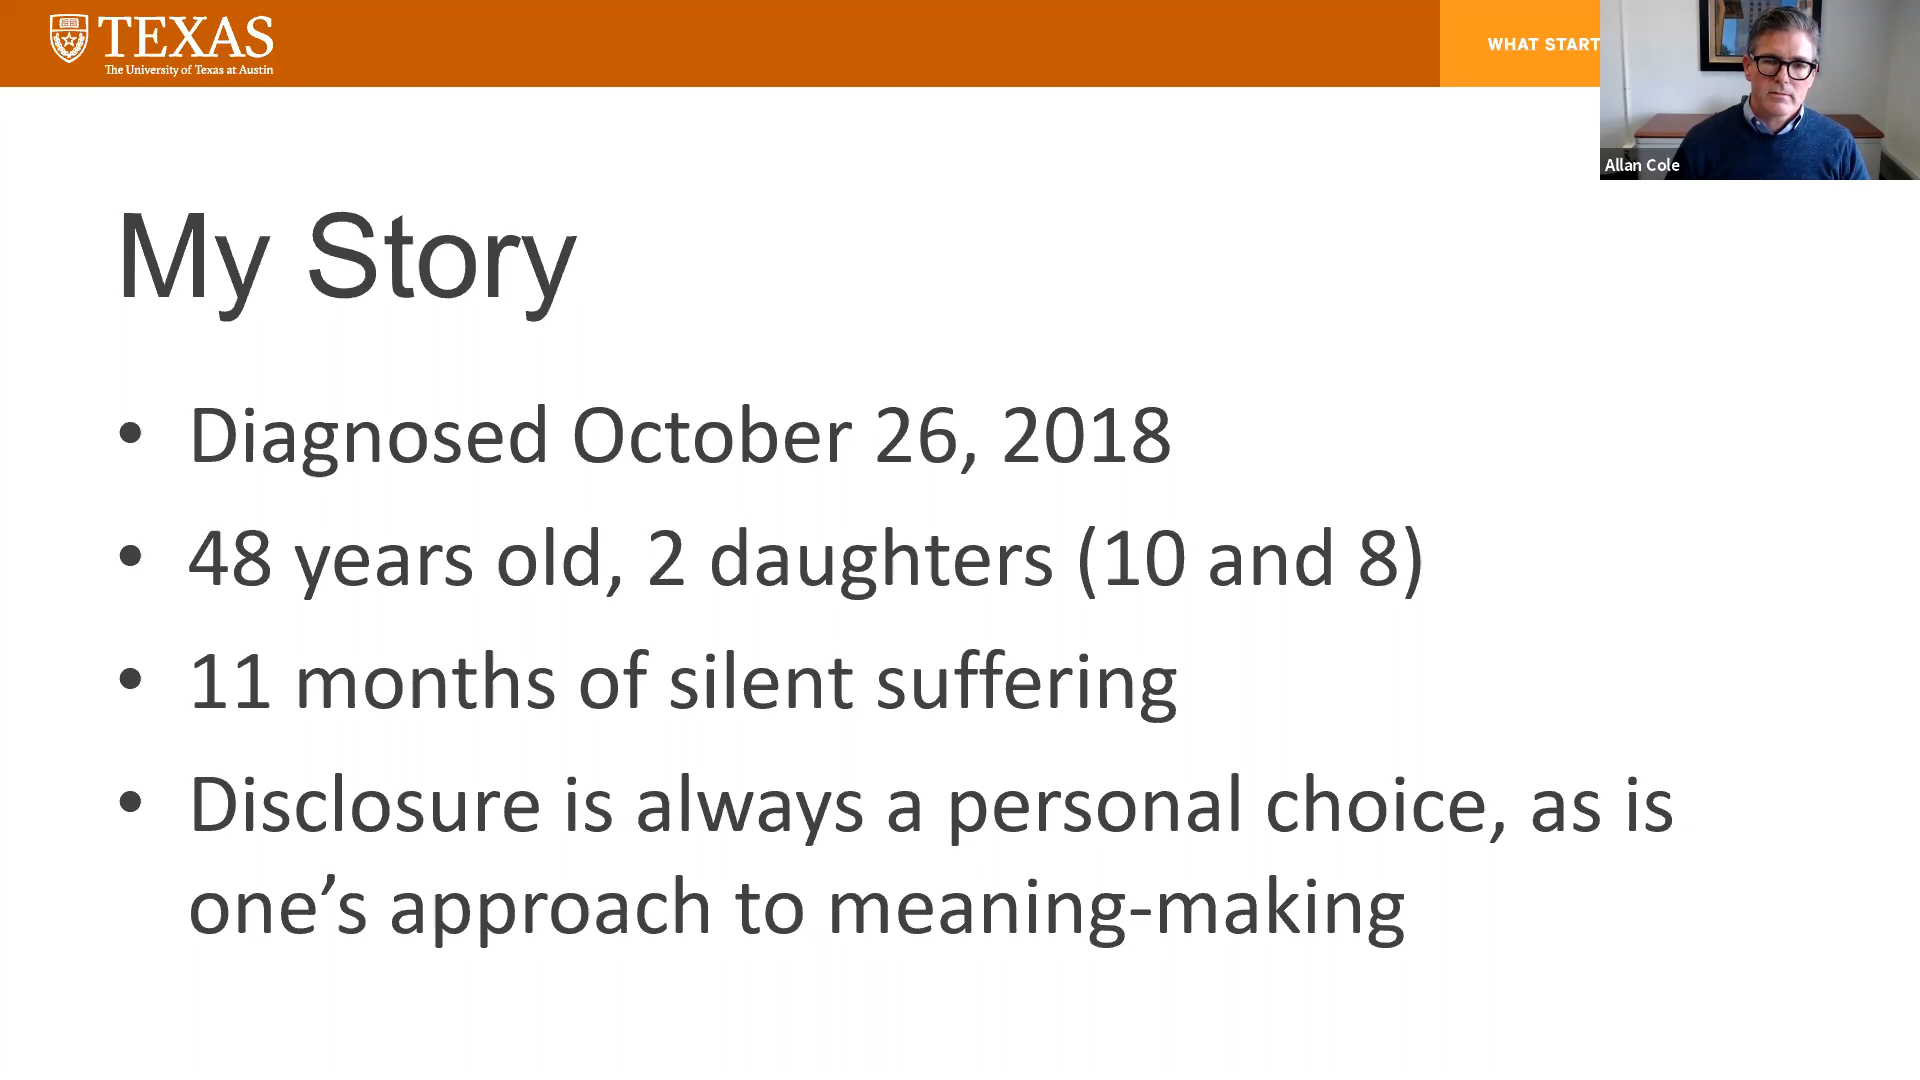 TEXAS
The University of Texas at Austin
WHAT START
Allan Cole
My Story
• Diagnosed October 26, 2018
• 48 years old, 2 daughters (10 and 8)
• 11 months of silent suffering
• Disclosure is always a personal choice, as is
one’s approach to meaning-making